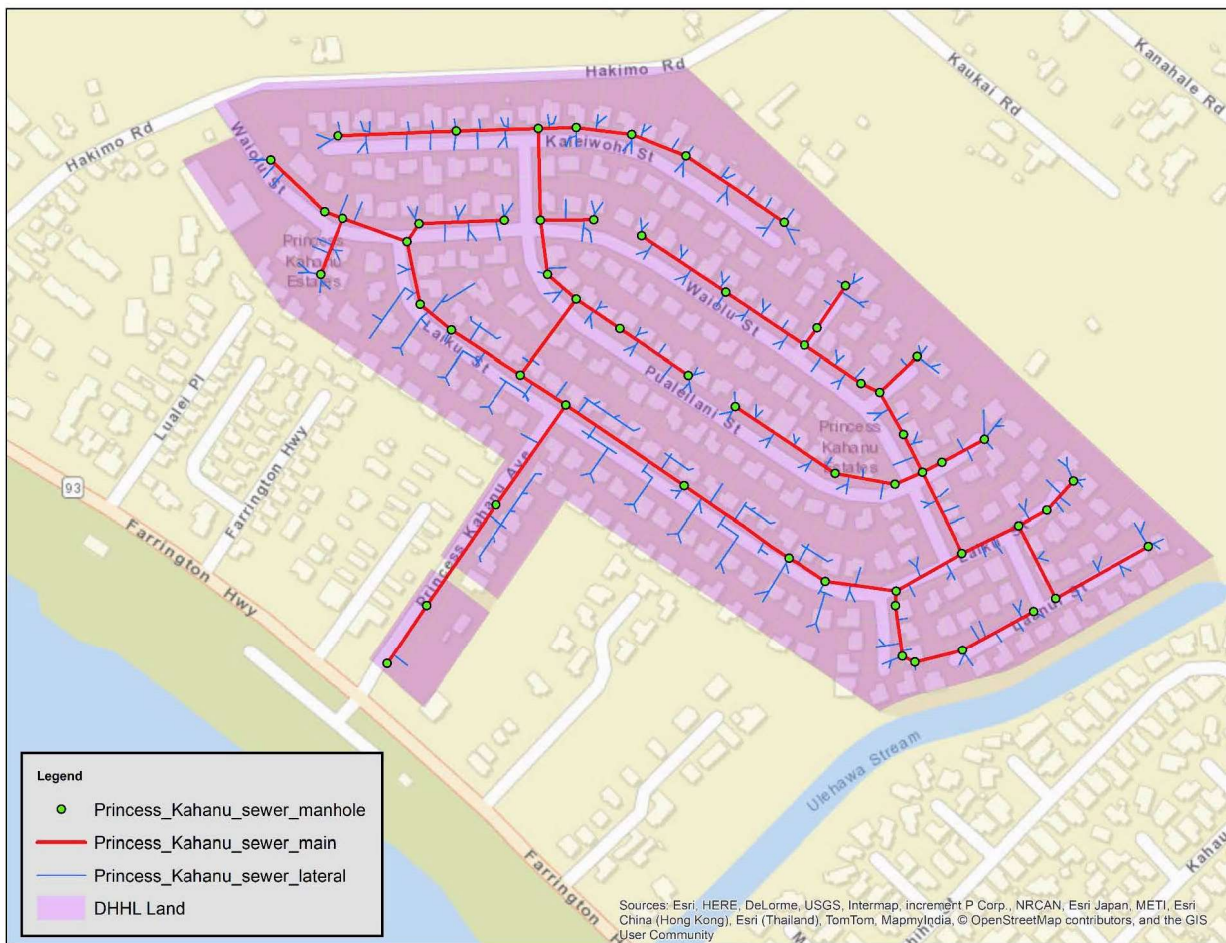 Hakimo Rd
Kaukai Rd
Kanahale Rd
Hakimo Rd
Waiolu St
Kaleiwohi St
Princess
Kahanu
Estates
Waiolu St
Laiku St
Pualeilani St
Princess
Kahanu
Estates
Lualei Pl
Farrington Hwy
93
Farrington Hwy
Princess Kahanu Ave
Laiku St
Ulehawa Stream
Farrington
Legend
Princess_Kahanu_sewer_manhole
Princess_Kahanu_sewer_main
Princess_Kahanu_sewer_lateral
DHHL Land
Kahau
Sources: Esri, HERE, DeLorme, USGS, Intermap, increment P Corp., NRCAN, Esri Japan, METI, Esri
China (Hong Kong), Esri (Thailand), TomTom, MapmyIndia, © OpenStreetMap contributors, and the GIS
User Community